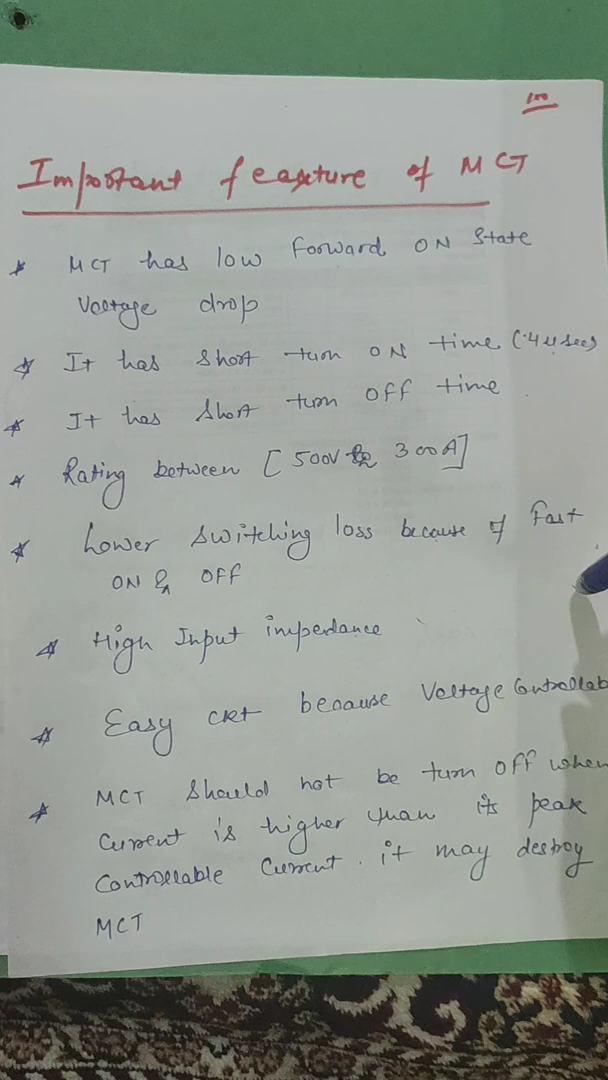 100
Important feature of MCT
* MCT has low forward ON State
Voltage drop
* It has short turn ON time (.4 u sec)
* It has short turn OFF time
* Rating between [500V & 300A]
* Lower switching loss because of fast
ON & OFF
* High Input impedance
* Easy CKT because Voltage Controllab
* MCT Should not be turn OFF when
Current is higher than its peak
Controllable Current. it may destroy
MCT